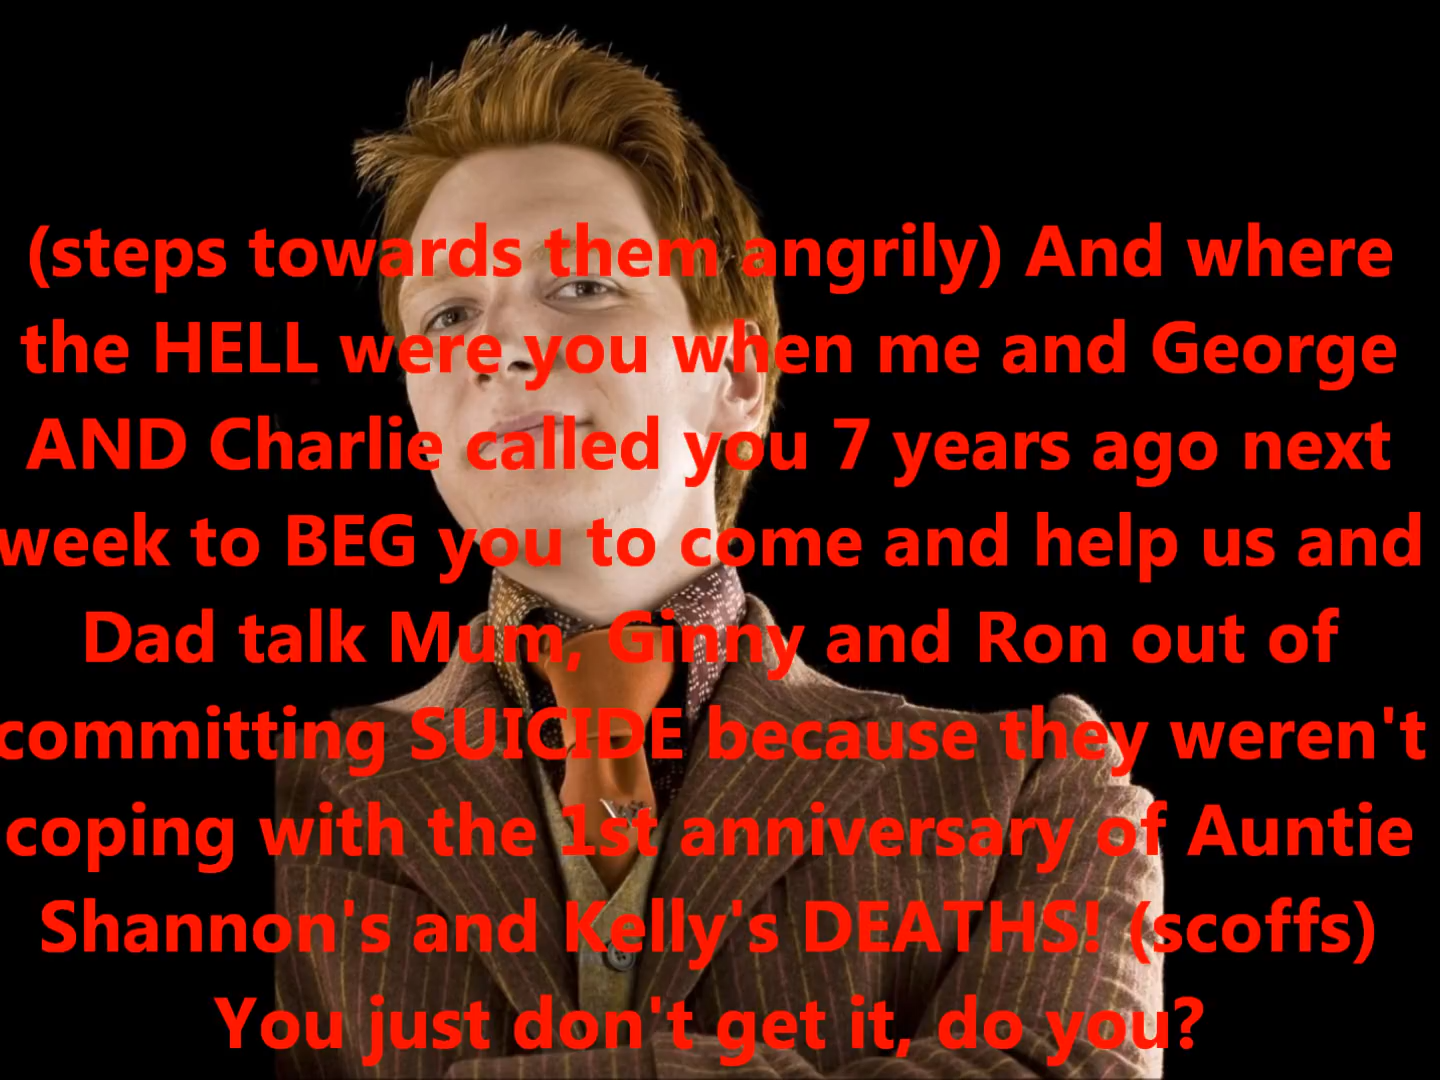 (steps towards them angrily) And where
the HELL were you when me and George
AND Charlie called you 7 years ago next
week to BEG you to come and help us and
Dad talk Mum, Ginny and Ron out of
committing SUICIDE because they weren't
coping with the 1st anniversary of Auntie
Shannon's and Kelly's DEATHS! (scoffs)
You just don't get it, do you?